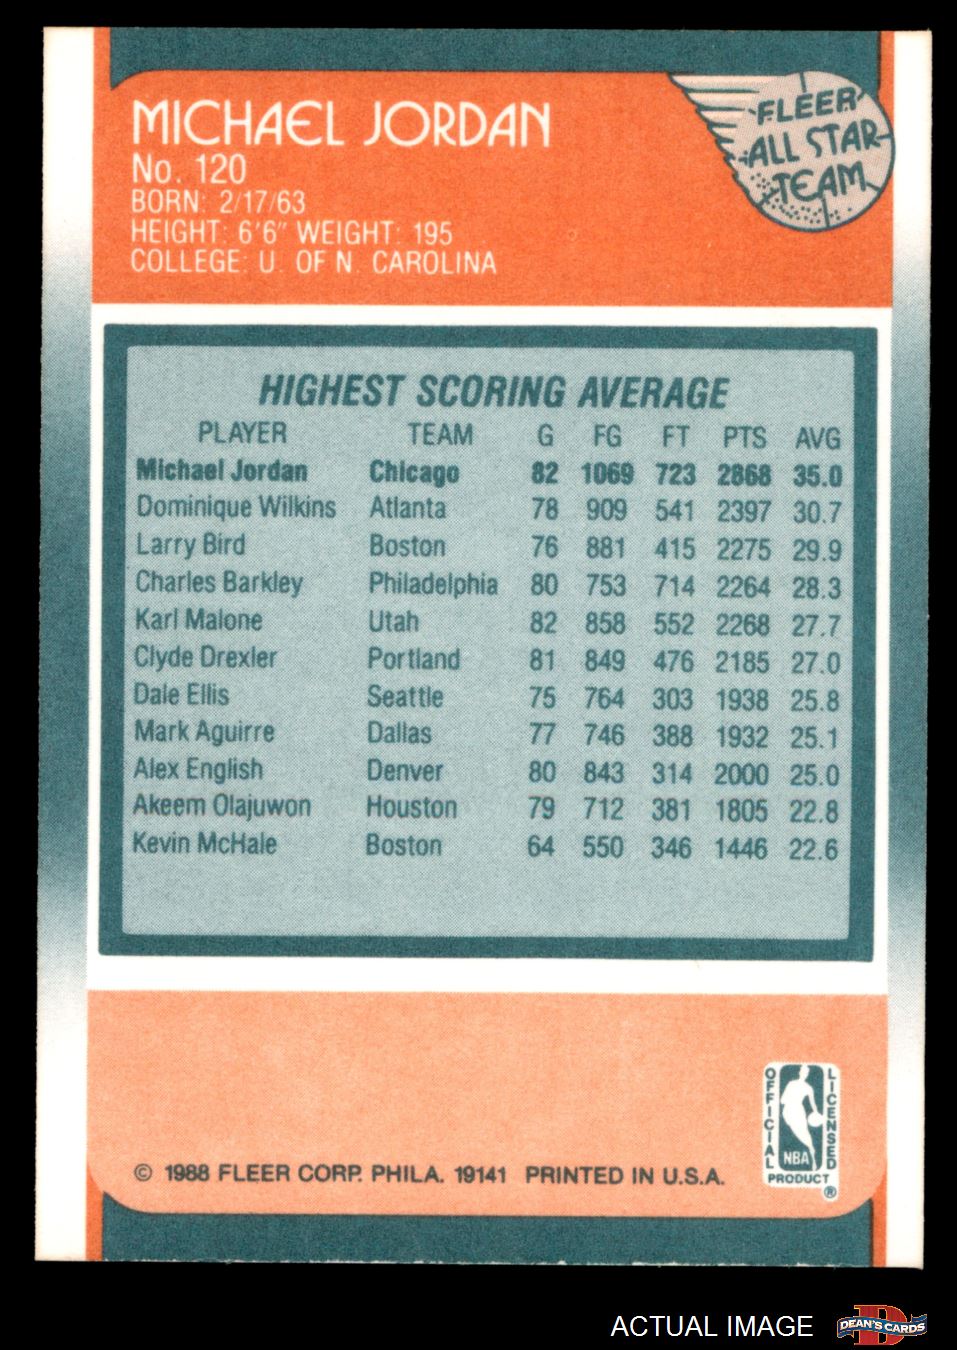 MICHAEL JORDAN
No. 120
BORN: 2/17/63
HEIGHT: 6'6" WEIGHT: 195
COLLEGE: U. OF N. CAROLINA
FLEER
ALL STAR
TEAM
HIGHEST SCORING AVERAGE
PLAYER TEAM G FG FT PTS AVG
Michael Jordan Chicago 82 1069 723 2868 35.0
Dominique Wilkins Atlanta 78 909 541 2397 30.7
Larry Bird Boston 76 881 415 2275 29.9
Charles Barkley Philadelphia 80 753 714 2264 28.3
Karl Malone Utah 82 858 552 2268 27.7
Clyde Drexler Portland 81 849 476 2185 27.0
Dale Ellis Seattle 75 764 303 1938 25.8
Mark Aguirre Dallas 77 746 388 1932 25.1
Alex English Denver 80 843 314 2000 25.0
Akeem Olajuwon Houston 79 712 381 1805 22.8
Kevin McHale Boston 64 550 346 1446 22.6
OFFICIAL LICENSED
NBA
PRODUCT
®
© 1988 FLEER CORP. PHILA. 19141 PRINTED IN U.S.A.
ACTUAL IMAGE
D
DEAN'S CARDS